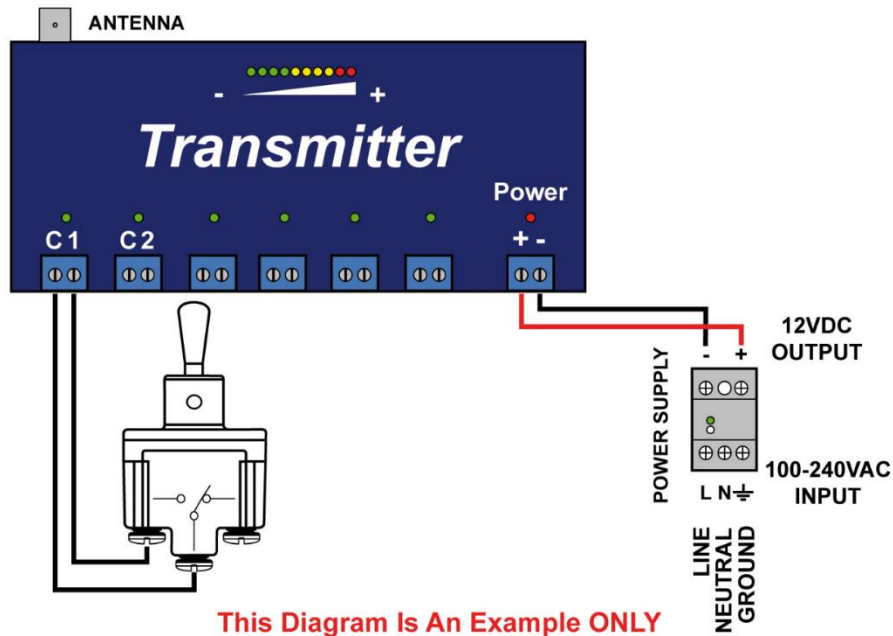 ANTENNA
- +
Transmitter
Power
C1 C2 + -
12VDC
OUTPUT
- +
POWER SUPPLY
100-240VAC
INPUT
L N
LINE
NEUTRAL
GROUND
This Diagram Is An Example ONLY